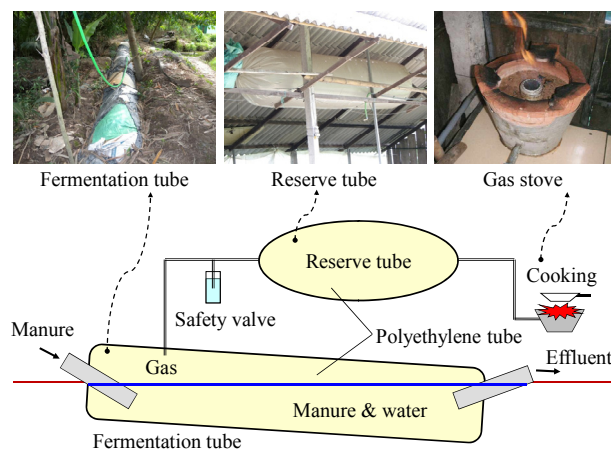 Fermentation tube
Reserve tube
Gas stove
Reserve tube
Cooking
Safety valve
Polyethylene tube
Manure
Gas
Effluent
Manure & water
Fermentation tube